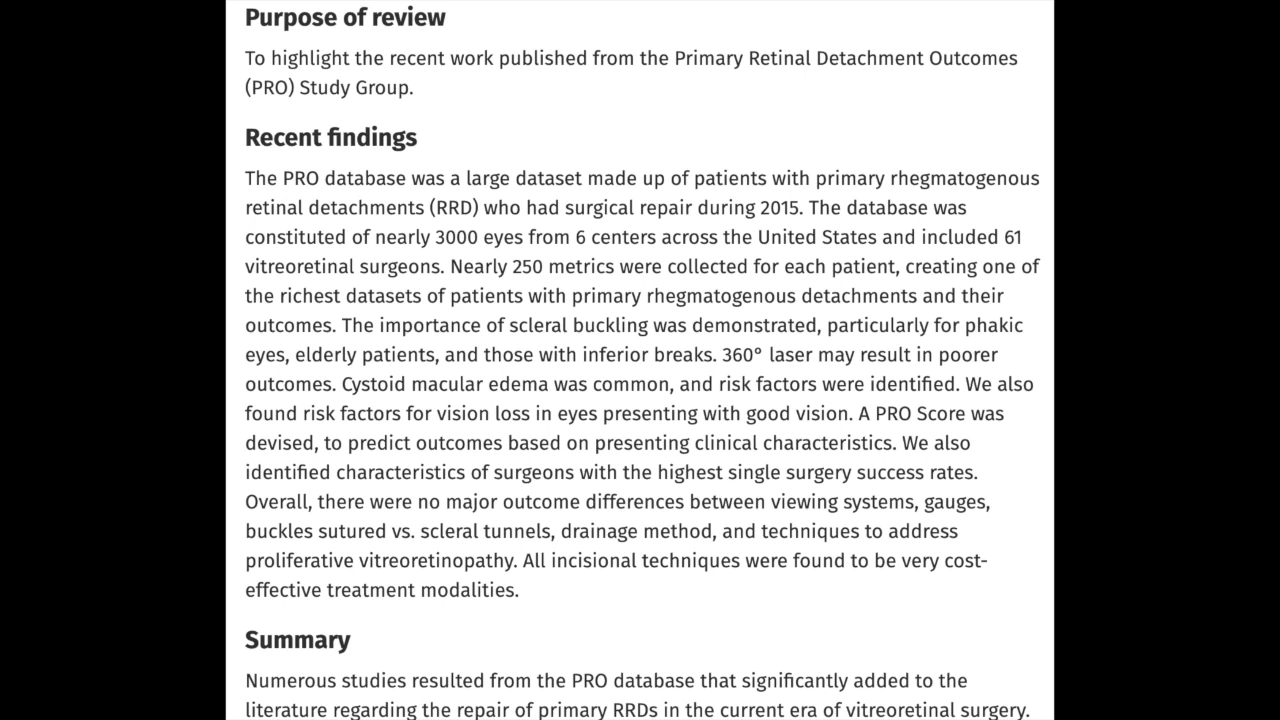 Purpose of review
To highlight the recent work published from the Primary Retinal Detachment Outcomes
(PRO) Study Group.
Recent findings
The PRO database was a large dataset made up of patients with primary rhegmatogenous
retinal detachments (RRD) who had surgical repair during 2015. The database was
constituted of nearly 3000 eyes from 6 centers across the United States and included 61
vitreoretinal surgeons. Nearly 250 metrics were collected for each patient, creating one of
the richest datasets of patients with primary rhegmatogenous detachments and their
outcomes. The importance of scleral buckling was demonstrated, particularly for phakic
eyes, elderly patients, and those with inferior breaks. 360° laser may result in poorer
outcomes. Cystoid macular edema was common, and risk factors were identified. We also
found risk factors for vision loss in eyes presenting with good vision. A PRO Score was
devised, to predict outcomes based on presenting clinical characteristics. We also
identified characteristics of surgeons with the highest single surgery success rates.
Overall, there were no major outcome differences between viewing systems, gauges,
buckles sutured vs. scleral tunnels, drainage method, and techniques to address
proliferative vitreoretinopathy. All incisional techniques were found to be very cost-
effective treatment modalities.
Summary
Numerous studies resulted from the PRO database that significantly added to the
literature regarding the repair of primary RRDs in the current era of vitreoretinal surgery.